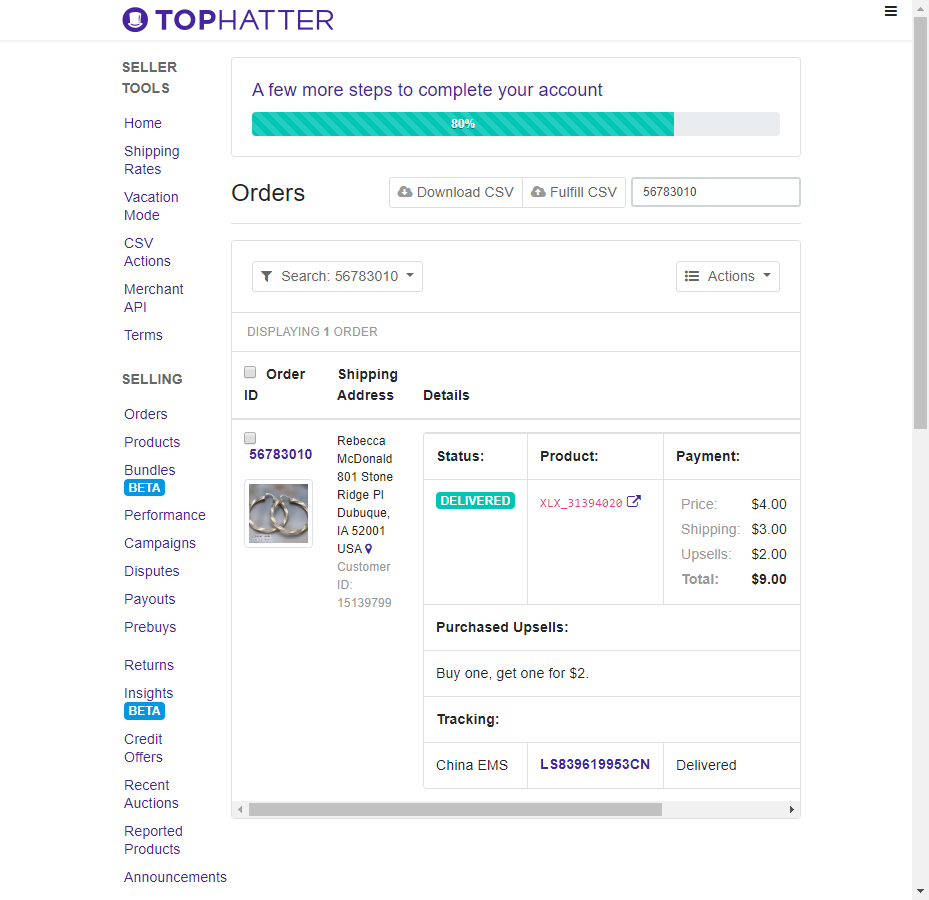 TOPHATTER
SELLER
TOOLS
Home
Shipping
Rates
Vacation
Mode
CSV
Actions
Merchant
API
Terms
SELLING
Orders
Products
Bundles
BETA
Performance
Campaigns
Disputes
Payouts
Prebuys
Returns
Insights
BETA
Credit
Offers
Recent
Auctions
Reported
Products
Announcements
A few more steps to complete your account
80%
Orders
Download CSV
Fulfill CSV
56783010
Search: 56783010
Actions
DISPLAYING 1 ORDER
Order
ID
Shipping
Address
Details
56783010
Rebecca
McDonald
801 Stone
Ridge Pl
Dubuque,
IA 52001
USA
Customer
ID:
15139799
Status:
Product:
Payment:
DELIVERED
XLX_31394020
Price: $4.00
Shipping: $3.00
Upsells: $2.00
Total: $9.00
Purchased Upsells:
Buy one, get one for $2.
Tracking:
China EMS
LS839619953CN
Delivered